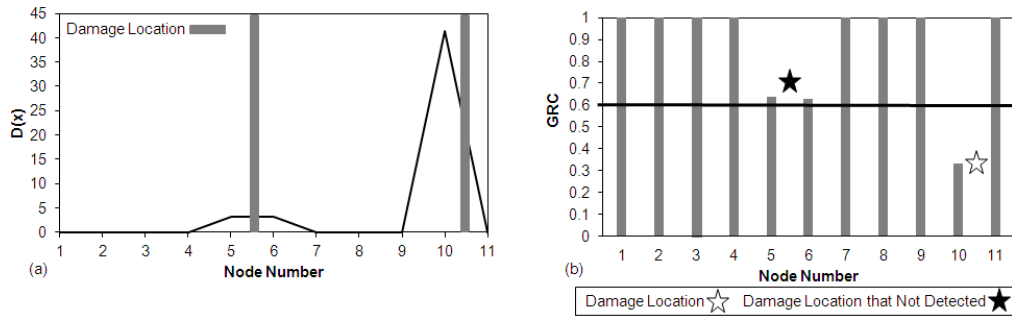 45
40
35
30
25
20
15
10
5
0
D(x)
Damage Location
1 2 3 4 5 6 7 8 9 10 11
Node Number
(a)
1
0.9
0.8
0.7
0.6
0.5
0.4
0.3
0.2
0.1
0
GRC
1 2 3 4 5 6 7 8 9 10 11
Node Number
(b)
Damage Location Damage Location that Not Detected